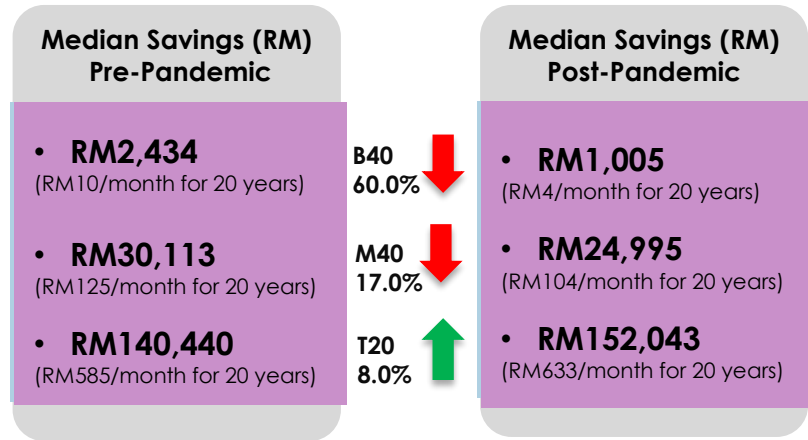 Median Savings (RM)
Pre-Pandemic
• RM2,434
(RM10/month for 20 years)
• RM30,113
(RM125/month for 20 years)
• RM140,440
(RM585/month for 20 years)
B40
60.0%
M40
17.0%
T20
8.0%
Median Savings (RM)
Post-Pandemic
• RM1,005
(RM4/month for 20 years)
• RM24,995
(RM104/month for 20 years)
• RM152,043
(RM633/month for 20 years)